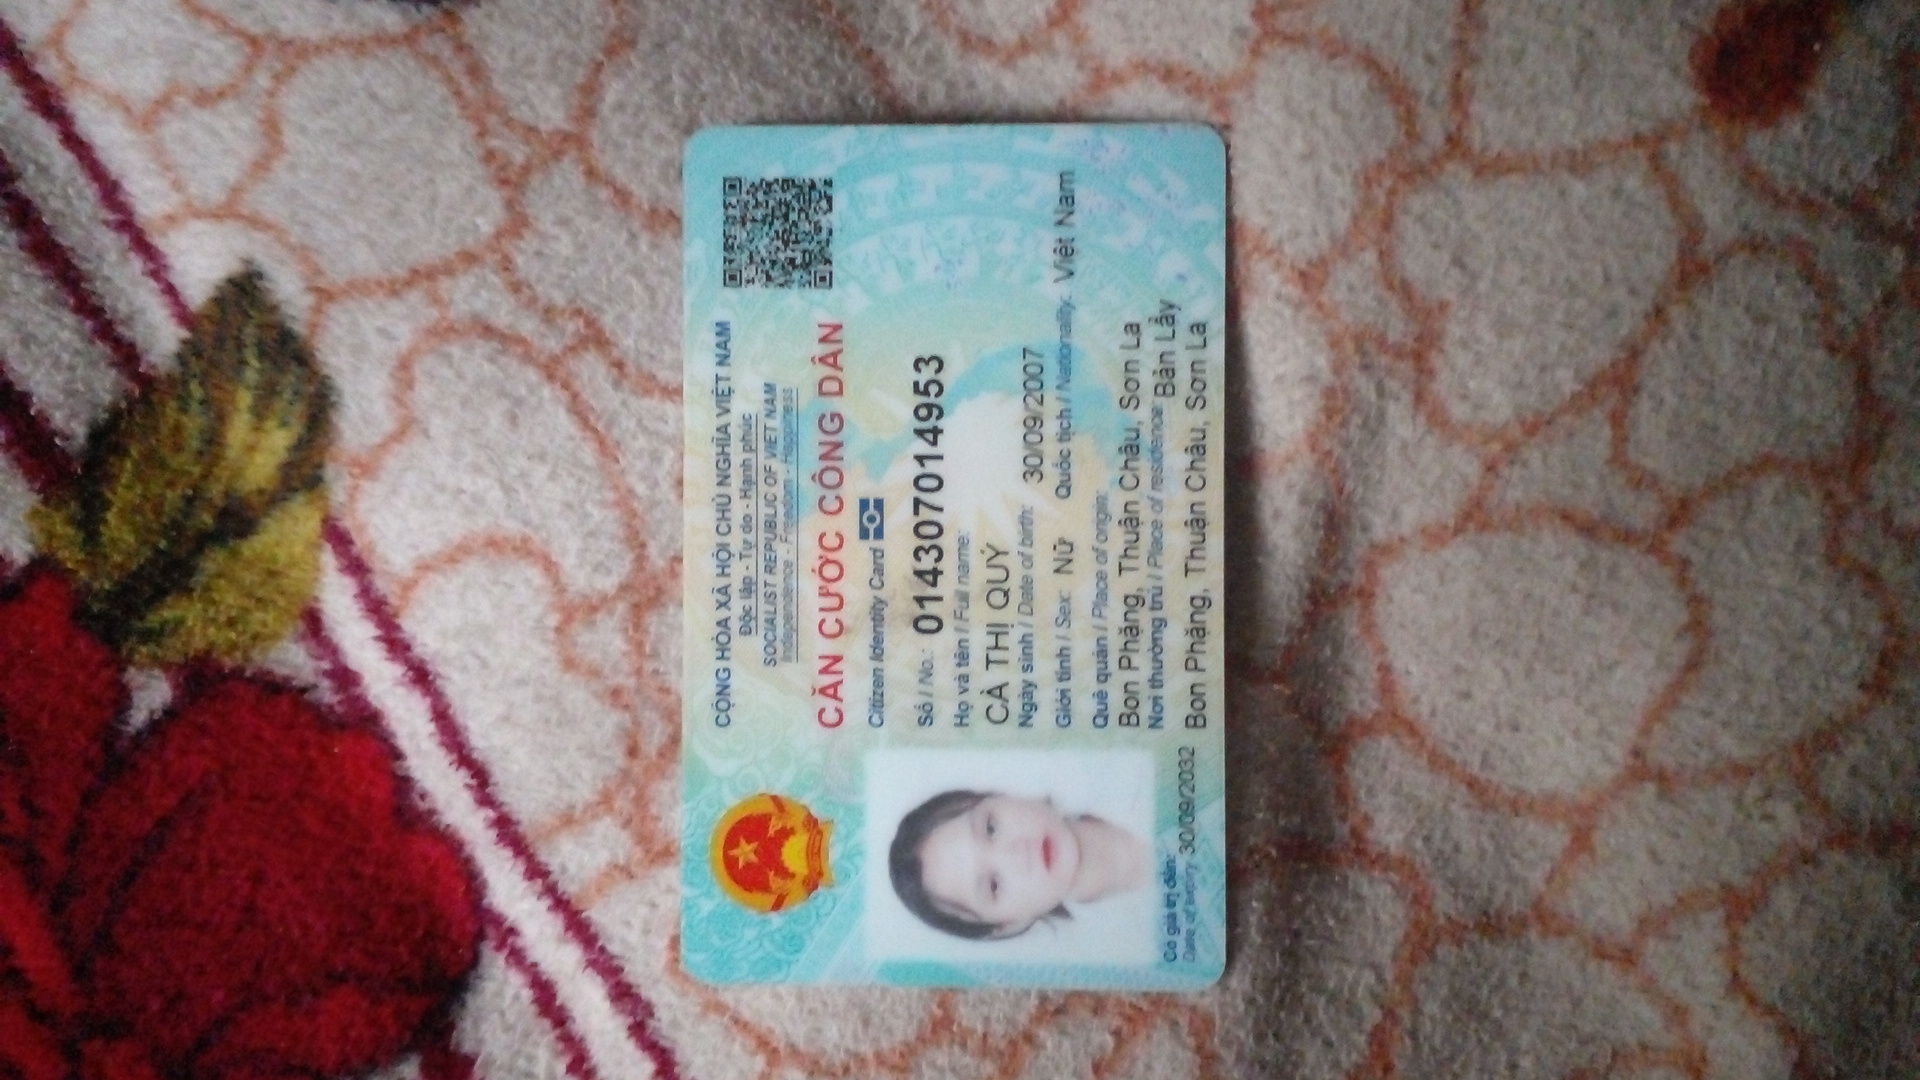 CỘNG HÒA XÃ HỘI CHỦ NGHĨA VIỆT NAM
Độc lập - Tự do - Hạnh phúc
SOCIALIST REPUBLIC OF VIET NAM
Independence - Freedom - Happiness
CĂN CƯỚC CÔNG DÂN
Citizen Identity Card
Số / No.: 014307014953
Họ và tên / Full name:
CÀ THỊ QUÝ
Ngày sinh / Date of birth: 30/09/2007
Giới tính / Sex: Nữ Quốc tịch / Nationality: Việt Nam
Quê quán / Place of origin:
Bon Phặng, Thuận Châu, Sơn La
Nơi thường trú / Place of residence: Bản Lầy
Bon Phặng, Thuận Châu, Sơn La
Có giá trị đến:
Date of expiry 30/09/2032